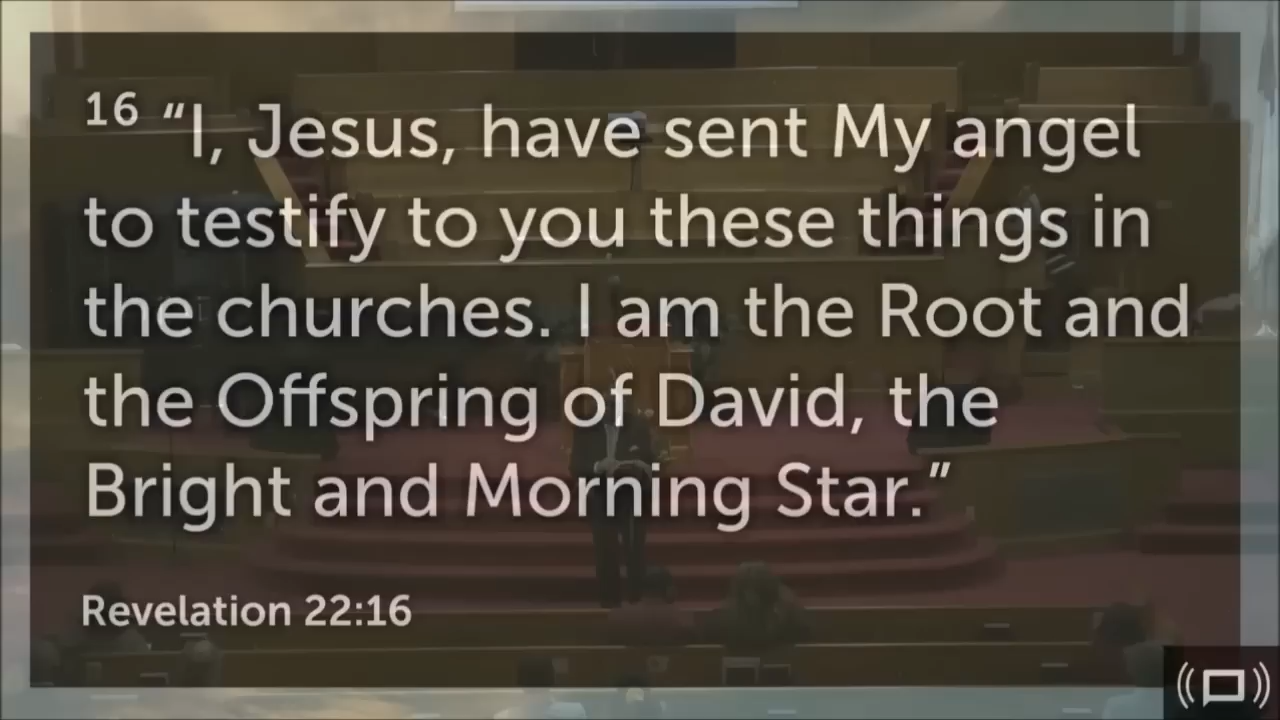 16 “I, Jesus, have sent My angel
to testify to you these things in
the churches. I am the Root and
the Offspring of David, the
Bright and Morning Star.”
Revelation 22:16